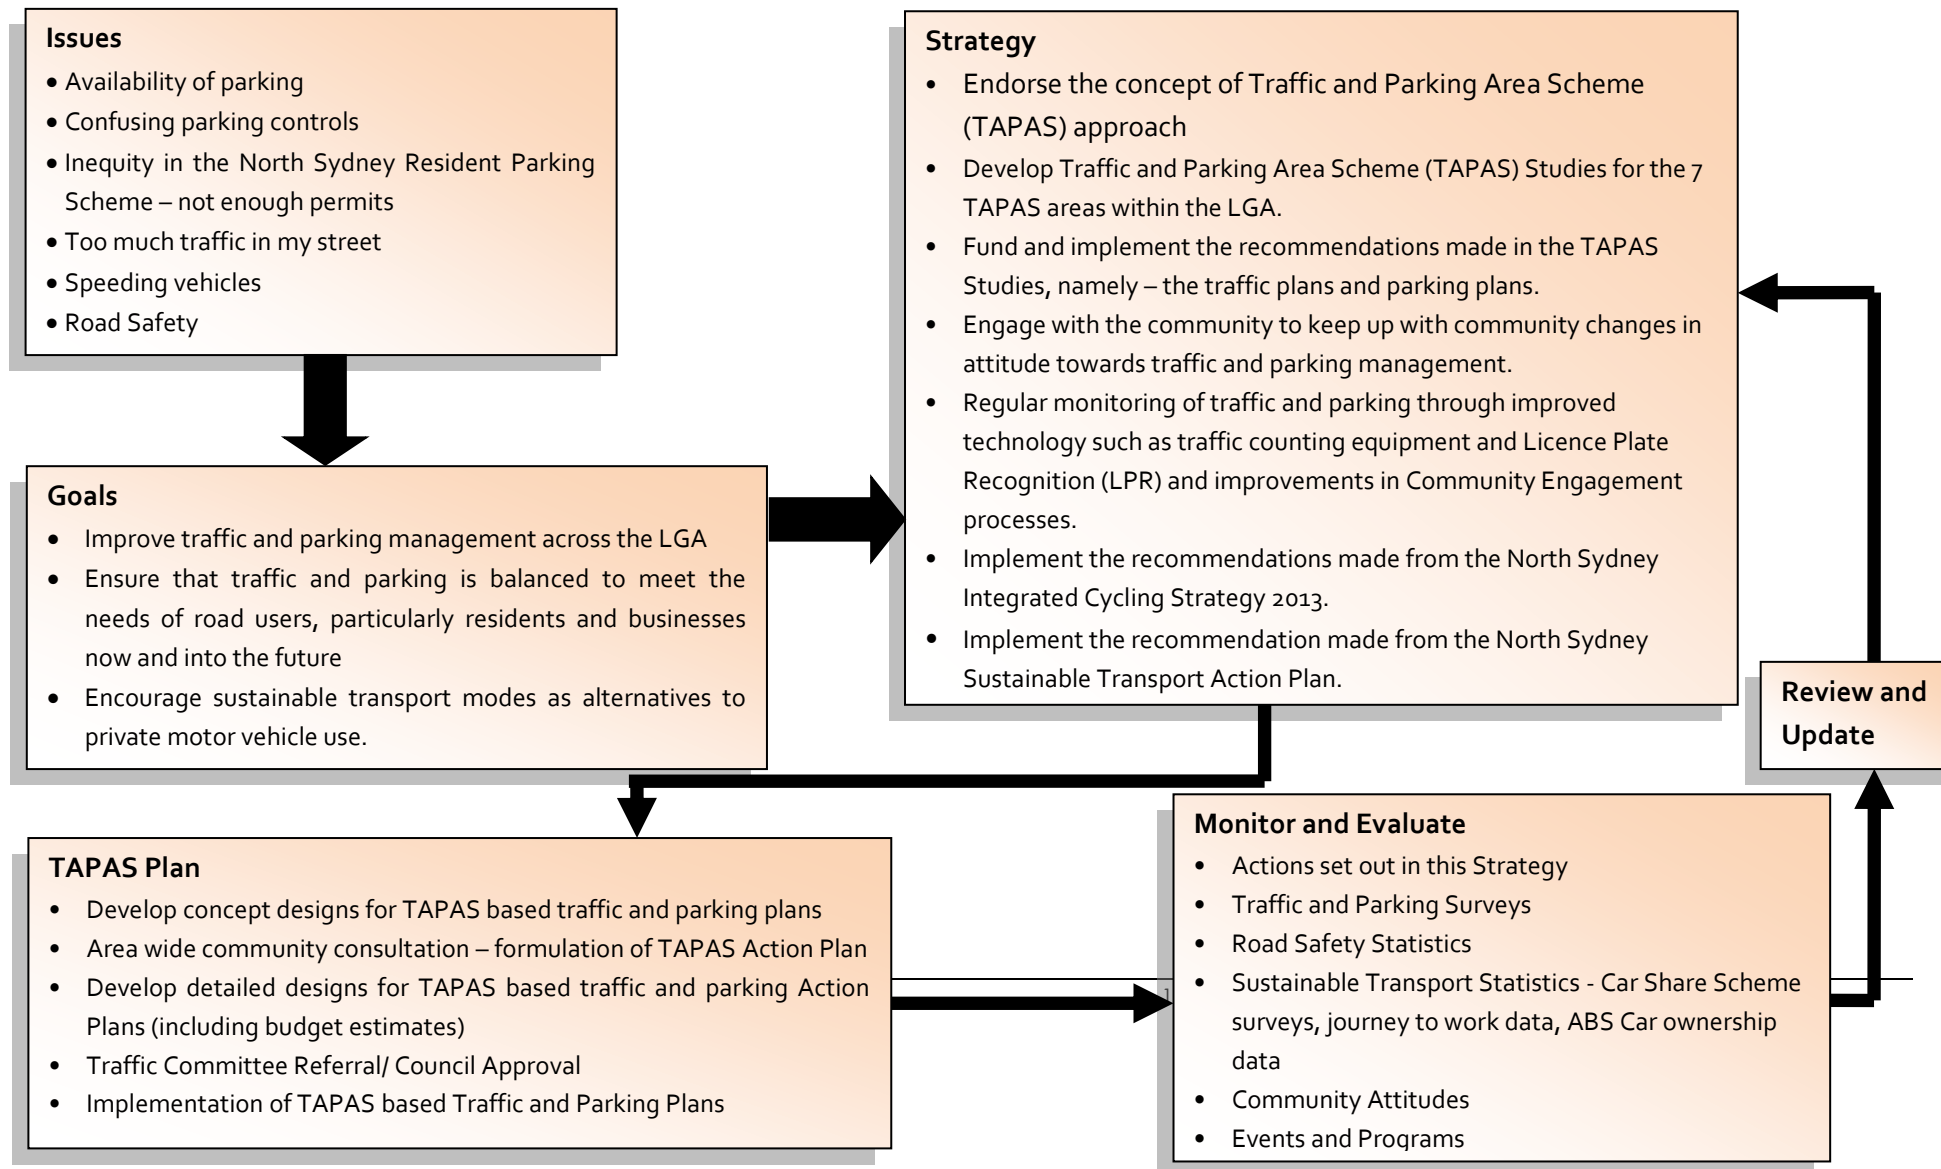 Issues
• Availability of parking
• Confusing parking controls
• Inequity in the North Sydney Resident Parking
Scheme – not enough permits
• Too much traffic in my street
• Speeding vehicles
• Road Safety
Goals
• Improve traffic and parking management across the LGA
• Ensure that traffic and parking is balanced to meet the
needs of road users, particularly residents and businesses
now and into the future
• Encourage sustainable transport modes as alternatives to
private motor vehicle use.
Strategy
• Endorse the concept of Traffic and Parking Area Scheme
(TAPAS) approach
• Develop Traffic and Parking Area Scheme (TAPAS) Studies for the 7
TAPAS areas within the LGA.
• Fund and implement the recommendations made in the TAPAS
Studies, namely – the traffic plans and parking plans.
• Engage with the community to keep up with community changes in
attitude towards traffic and parking management.
• Regular monitoring of traffic and parking through improved
technology such as traffic counting equipment and Licence Plate
Recognition (LPR) and improvements in Community Engagement
processes.
• Implement the recommendations made from the North Sydney
Integrated Cycling Strategy 2013.
• Implement the recommendation made from the North Sydney
Sustainable Transport Action Plan.
TAPAS Plan
• Develop concept designs for TAPAS based traffic and parking plans
• Area wide community consultation – formulation of TAPAS Action Plan
• Develop detailed designs for TAPAS based traffic and parking Action
Plans (including budget estimates)
• Traffic Committee Referral/ Council Approval
• Implementation of TAPAS based Traffic and Parking Plans
Monitor and Evaluate
• Actions set out in this Strategy
• Traffic and Parking Surveys
• Road Safety Statistics
• Sustainable Transport Statistics - Car Share Scheme
surveys, journey to work data, ABS Car ownership
data
• Community Attitudes
• Events and Programs
Review and
Update